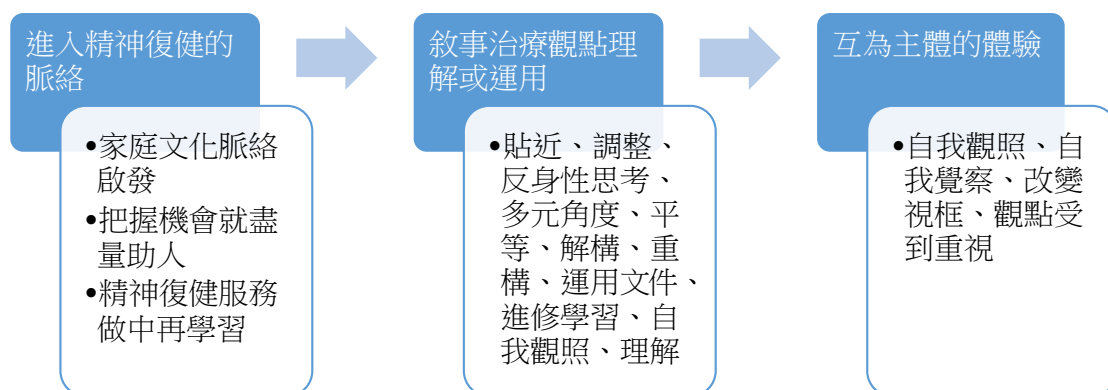 進入精神復健的
脈絡
•家庭文化脈絡
啟發
•把握機會就盡
量助人
•精神復健服務
做中再學習
敘事治療觀點理
解或運用
•貼近、調整、
反身性思考、
多元角度、平
等、解構、重
構、運用文件、
進修學習、自
我觀照、理解
互為主體的體驗
•自我觀照、自
我覺察、改變
視框、觀點受
到重視